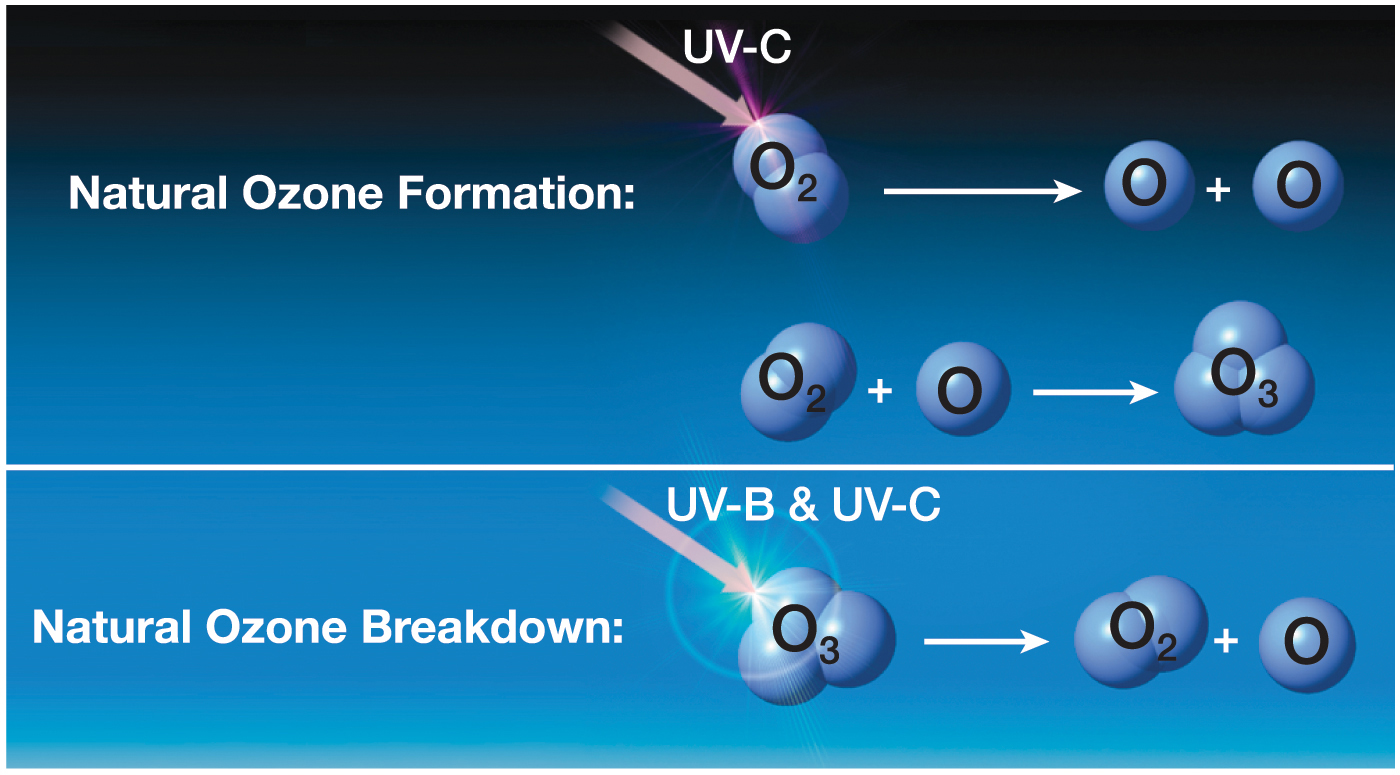 UV-C
Natural Ozone Formation: O₂ O + O
O₂ + O O₃
UV-B & UV-C
Natural Ozone Breakdown: O₃ O₂ + O